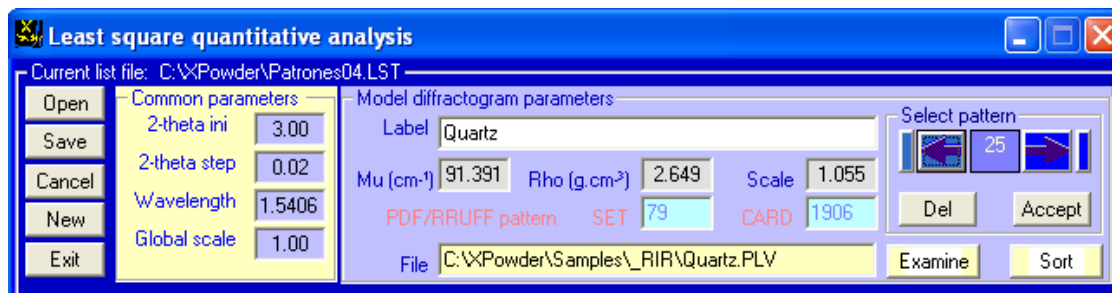 Least square quantitative analysis
Current list file: C:\XPowder\Patrones04.LST
Open
Save
Cancel
New
Exit
Common parameters
2-theta ini 3.00
2-theta step 0.02
Wavelength 1.5406
Global scale 1.00
Model diffractogram parameters
Label Quartz
Mu (cm-¹) 91.391 Rho (g.cm-³) 2.649 Scale 1.055
PDF/RRUFF pattern SET 79 CARD 1906
File C:\XPowder\Samples\_RIR\Quartz.PLV
Select pattern
25
Del Accept
Examine Sort